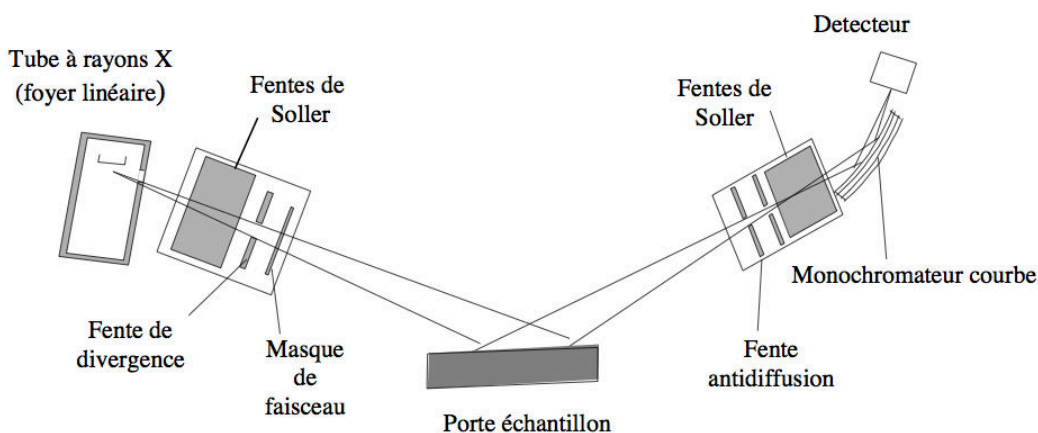 Detecteur
Tube à rayons X
(foyer linéaire)
Fentes de
Soller
Fentes de
Soller
Monochromateur courbe
Fente de
divergence
Masque
de
faisceau
Fente
antidiffusion
Porte échantillon